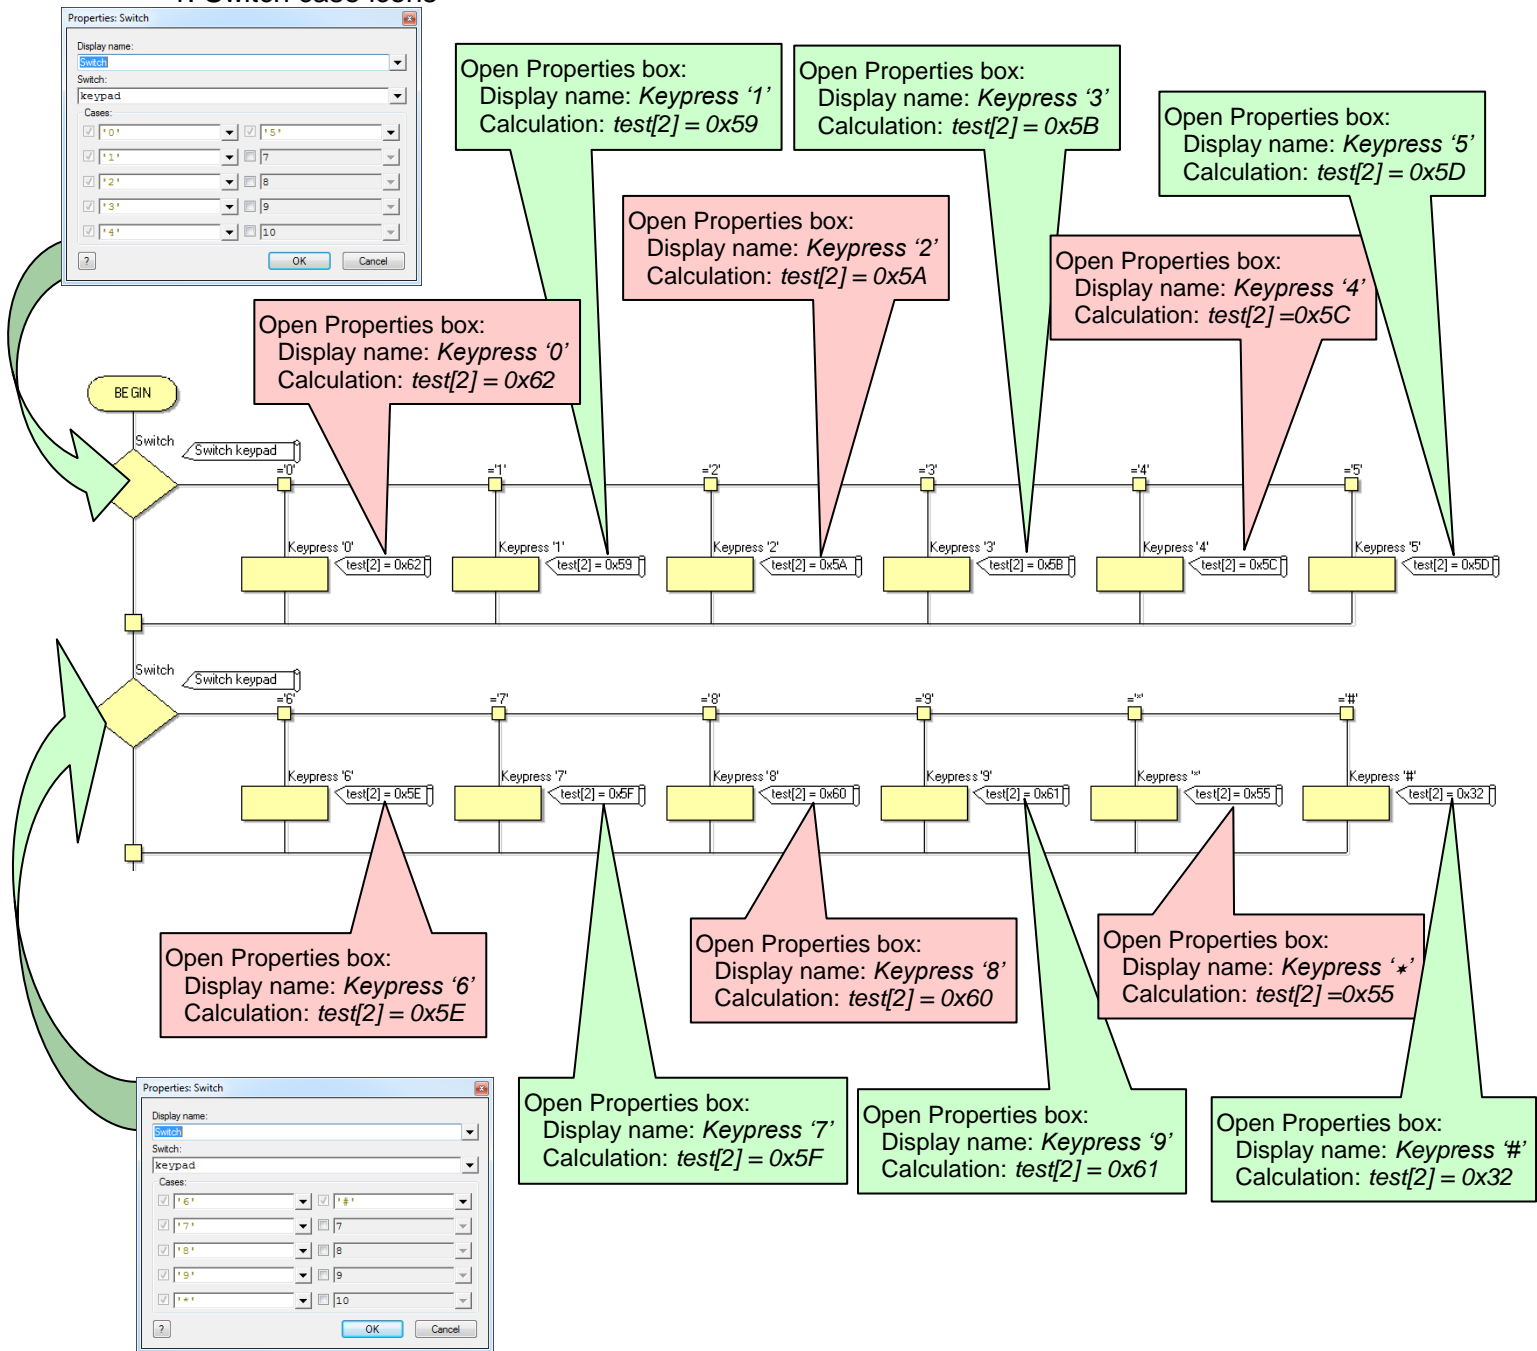 Properties: Switch
Display name:
Switch
Switch:
keypad
Cases:
'0' '5'
'1' 7
'2' 8
'3' 9
'4' 10
? OK Cancel
Open Properties box:
Display name: Keypress ‘1’
Calculation: test[2] = 0x59
Open Properties box:
Display name: Keypress ‘3’
Calculation: test[2] = 0x5B
Open Properties box:
Display name: Keypress ‘5’
Calculation: test[2] = 0x5D
Open Properties box:
Display name: Keypress ‘2’
Calculation: test[2] = 0x5A
Open Properties box:
Display name: Keypress ‘4’
Calculation: test[2] =0x5C
Open Properties box:
Display name: Keypress ‘0’
Calculation: test[2] = 0x62
BEGIN
Switch
Switch keypad
='0' ='1' ='2' ='3' ='4' ='5'
Keypress '0' Keypress '1' Keypress '2' Keypress '3' Keypress '4' Keypress '5'
test[2] = 0x62 test[2] = 0x59 test[2] = 0x5A test[2] = 0x5B test[2] = 0x5C test[2] = 0x5D
Switch
Switch keypad
='6' ='7' ='8' ='9' ='*' ='#'
Keypress '6' Keypress '7' Keypress '8' Keypress '9' Keypress '*' Keypress '#'
test[2] = 0x5E test[2] = 0x5F test[2] = 0x60 test[2] = 0x61 test[2] = 0x55 test[2] = 0x32
Open Properties box:
Display name: Keypress ‘6’
Calculation: test[2] = 0x5E
Open Properties box:
Display name: Keypress ‘8’
Calculation: test[2] = 0x60
Open Properties box:
Display name: Keypress ‘*’
Calculation: test[2] =0x55
Open Properties box:
Display name: Keypress ‘7’
Calculation: test[2] = 0x5F
Open Properties box:
Display name: Keypress ‘9’
Calculation: test[2] = 0x61
Open Properties box:
Display name: Keypress ‘#’
Calculation: test[2] = 0x32
Properties: Switch
Display name:
Switch
Switch:
keypad
Cases:
'6' '#'
'7' 7
'8' 8
'9' 9
'*' 10
? OK Cancel